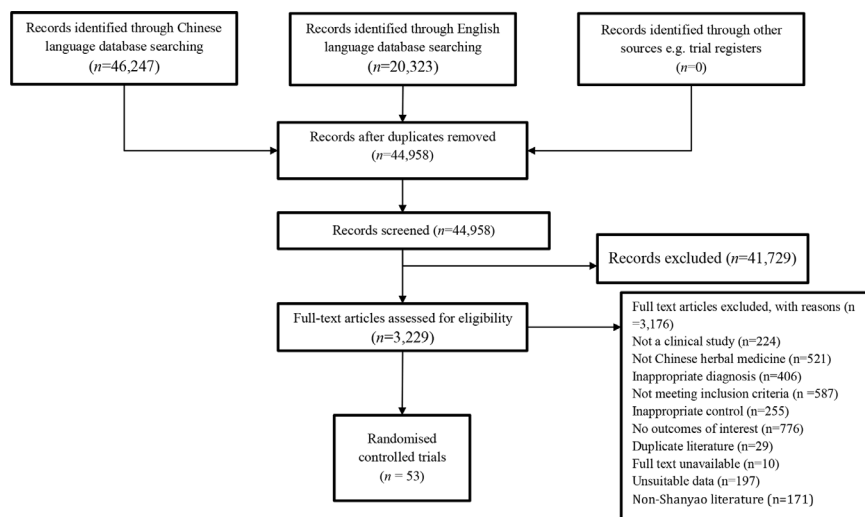 Records identified through Chinese
language database searching
(n=46,247)
Records identified through English
language database searching
(n=20,323)
Records identified through other
sources e.g. trial registers
(n=0)
Records after duplicates removed
(n=44,958)
Records screened (n=44,958)
Records excluded (n=41,729)
Full-text articles assessed for eligibility
(n=3,229)
Full text articles excluded, with reasons (n
=3,176)
Not a clinical study (n=224)
Not Chinese herbal medicine (n=521)
Inappropriate diagnosis (n=406)
Not meeting inclusion criteria (n =587)
Inappropriate control (n=255)
No outcomes of interest (n=776)
Duplicate literature (n=29)
Full text unavailable (n=10)
Unsuitable data (n=197)
Non-Shanyao literature (n=171)
Randomised
controlled trials
(n = 53)